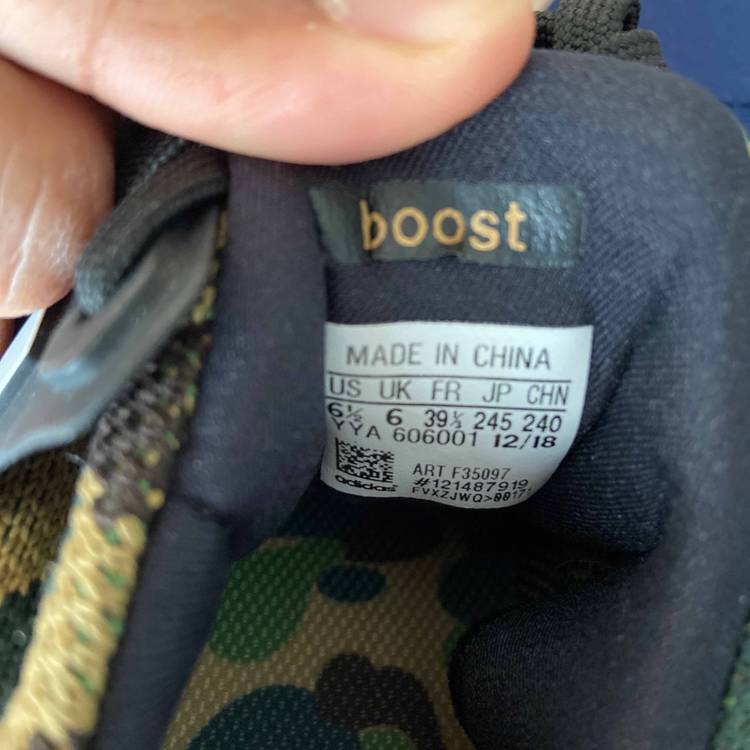 boost
MADE IN CHINA
US UK FR JP CHN
6½ 6 39⅓ 245 240
YYA 606001 12/18
ART F35097
#121487919
adidas